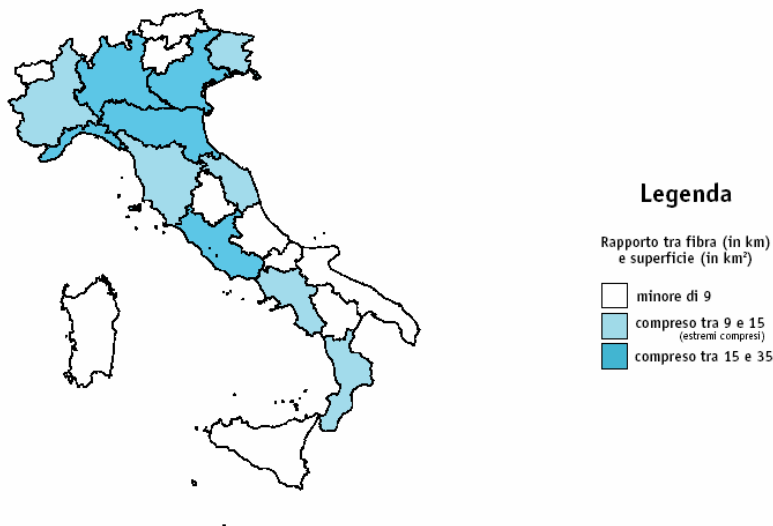 Legenda
Rapporto tra fibra (in km)
e superficie (in km²)
minore di 9
compreso tra 9 e 15
(estremi compresi)
compreso tra 15 e 35